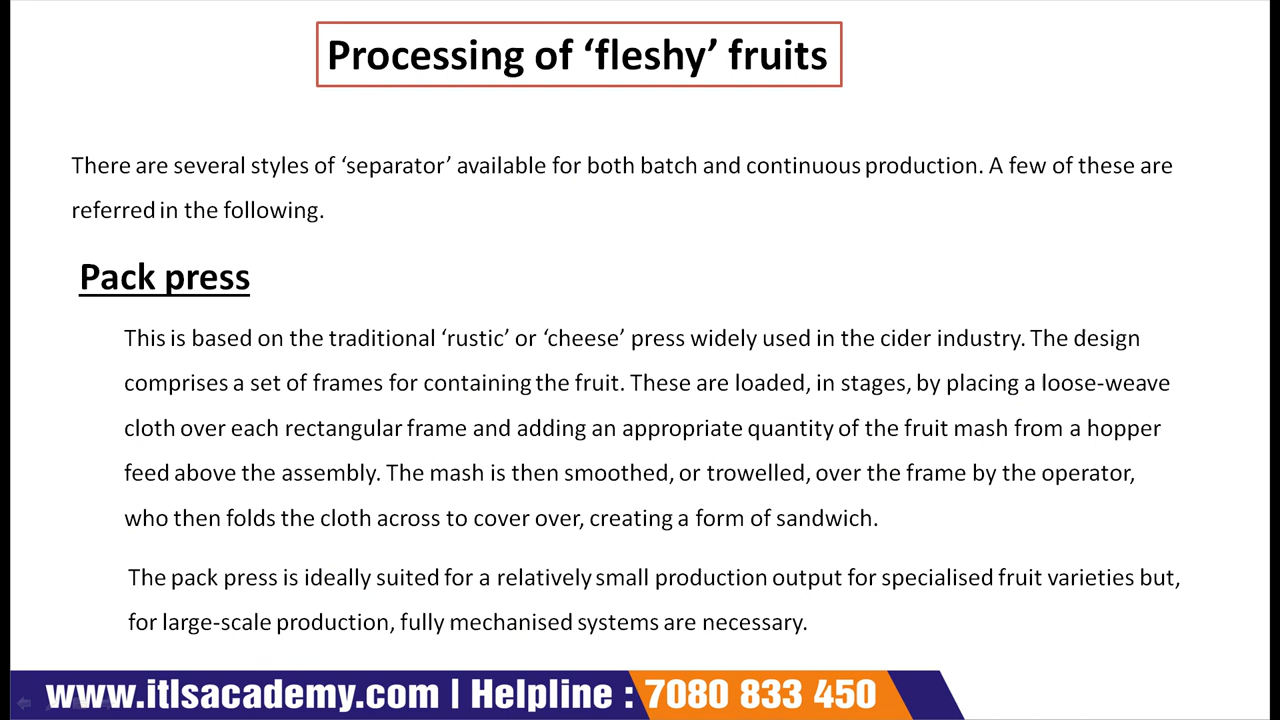 Processing of ‘fleshy’ fruits
There are several styles of ‘separator’ available for both batch and continuous production. A few of these are
referred in the following.
Pack press
This is based on the traditional ‘rustic’ or ‘cheese’ press widely used in the cider industry. The design
comprises a set of frames for containing the fruit. These are loaded, in stages, by placing a loose-weave
cloth over each rectangular frame and adding an appropriate quantity of the fruit mash from a hopper
feed above the assembly. The mash is then smoothed, or trowelled, over the frame by the operator,
who then folds the cloth across to cover over, creating a form of sandwich.
The pack press is ideally suited for a relatively small production output for specialised fruit varieties but,
for large-scale production, fully mechanised systems are necessary.
www.itlsacademy.com | Helpline : 7080 833 450